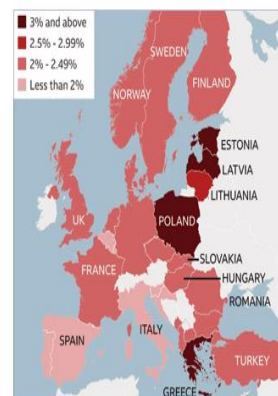 3% and above
2.5% - 2.99%
2% - 2.49%
Less than 2%
SWEDEN
FINLAND
NORWAY
ESTONIA
LATVIA
LITHUANIA
UK
POLAND
SLOVAKIA
FRANCE
HUNGARY
ROMANIA
ITALY
SPAIN
TURKEY
GREECE